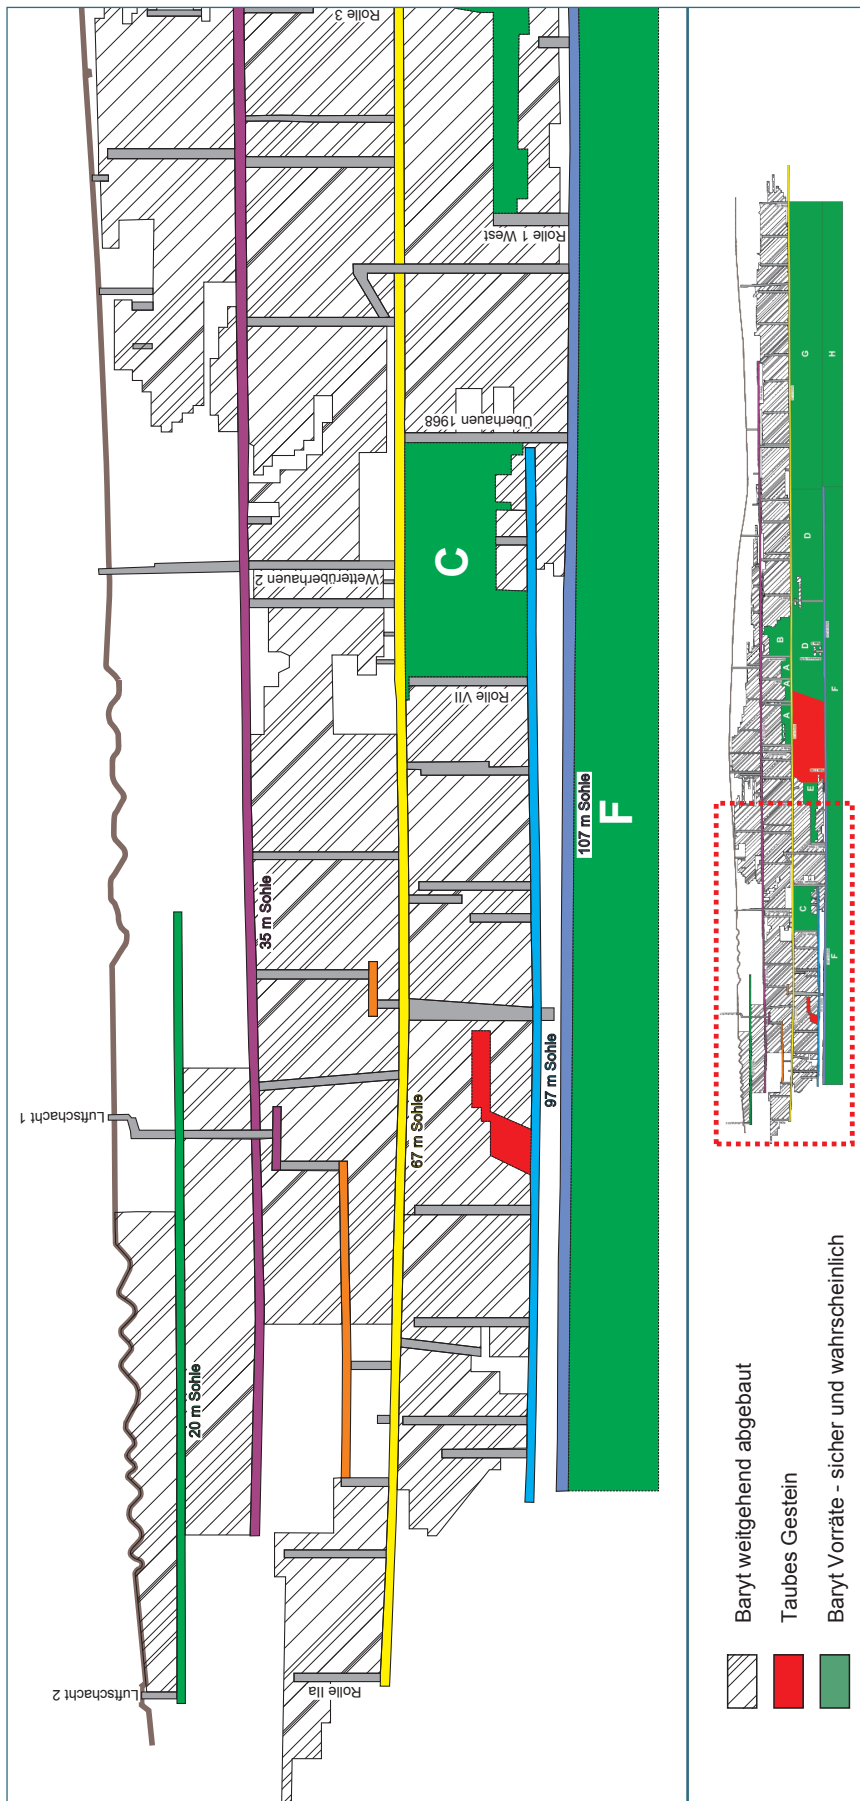 Luftschacht 2
Luftschacht 1
20 m Sohle
35 m Sohle
Wetterüberhauen 2
Rolle 3
Rolle IIa
67 m Sohle
Rolle VII
C
Überhauen 1968
Rolle 1 West
97 m Sohle
107 m Sohle
F
A
A
A
B
C
D
D
E
E
F
F
G
H
Baryt weitgehend abgebaut
Taubes Gestein
Baryt Vorräte - sicher und wahrscheinlich